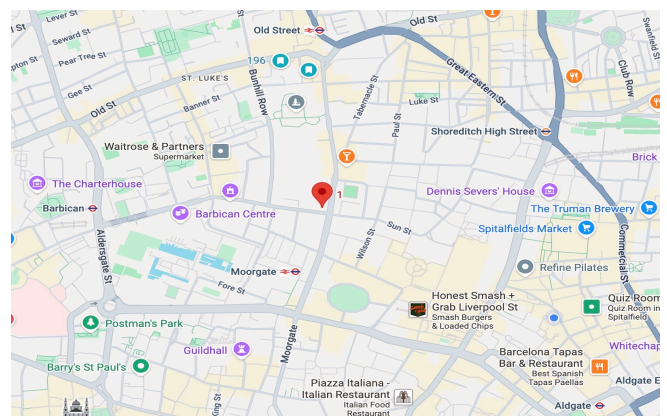 Lever St
Old St
Old Street
Seward St
Pear Tree St
196
Great Eastern St
Swanfield St
Club Row
ST. LUKE'S
Bunhill Row
Tabernacle St
Gee St
Banner St
Luke St
Old St
Paul St
Shoreditch High Street
Waitrose & Partners
Supermarket
Brick
The Charterhouse
1
Dennis Severs' House
Barbican
Barbican Centre
The Truman Brewery
Sun St
Spitalfields Market
Commercial St
Aldersgate St
Wilson St
Moorgate
Refine Pilates
Fore St
Honest Smash +
Grab Liverpool St
Smash Burgers
& Loaded Chips
Quiz Room
Quiz Room in
Spitalfield
Postman's Park
Moorgate
Guildhall
Whitechap
Barcelona Tapas
Bar & Restaurant
Best Spanish
Tapas Paellas
Barry's St Paul's
Piazza Italiana -
Italian Restaurant
Italian Food
Restaurant
Aldgate E
King St
Aldgate